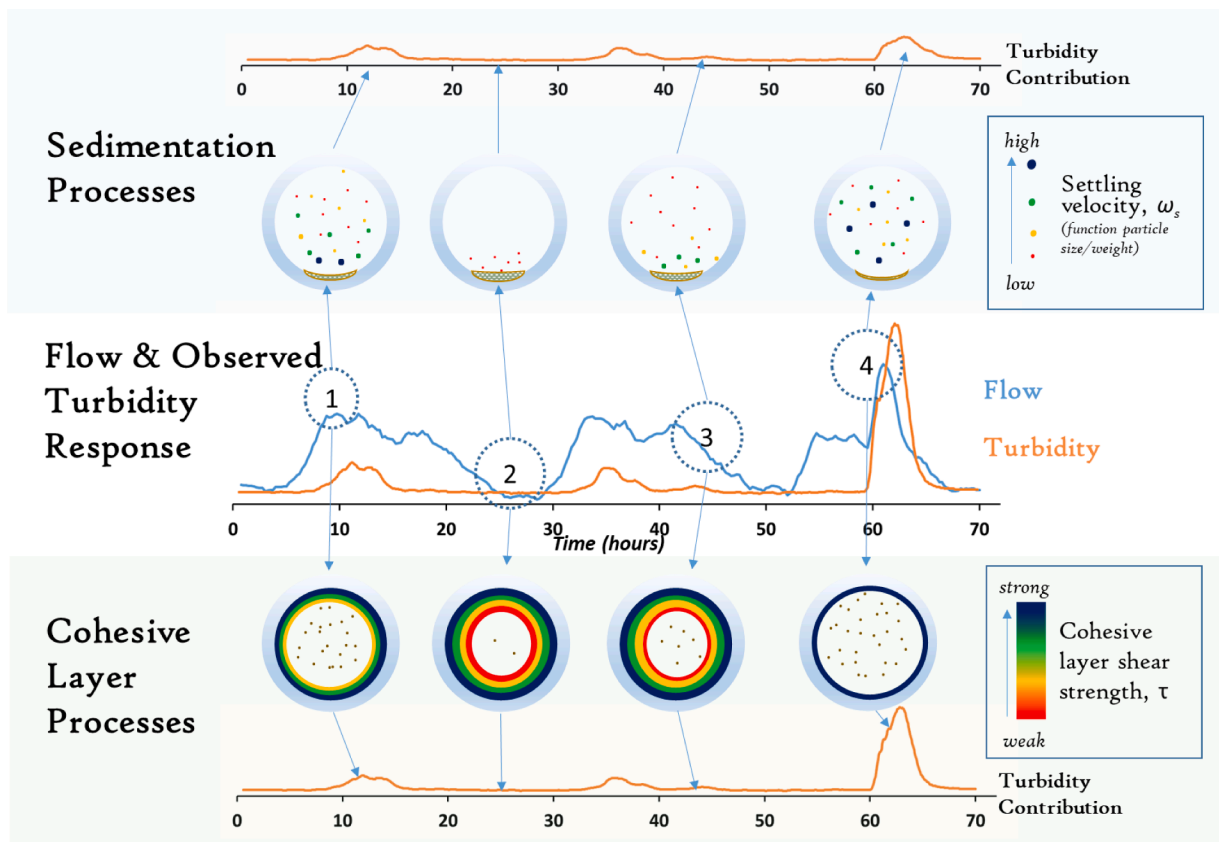 Turbidity
Contribution
0 10 20 30 40 50 60 70
Sedimentation
Processes
high
Settling
velocity, ωs
(function particle
size/weight)
low
Flow & Observed
Turbidity
Response
1
2
3
4
Flow
Turbidity
0 10 20 30 40 50 60 70
Time (hours)
Cohesive
Layer
Processes
strong
Cohesive
layer shear
strength, τ
weak
Turbidity
Contribution
0 10 20 30 40 50 60 70